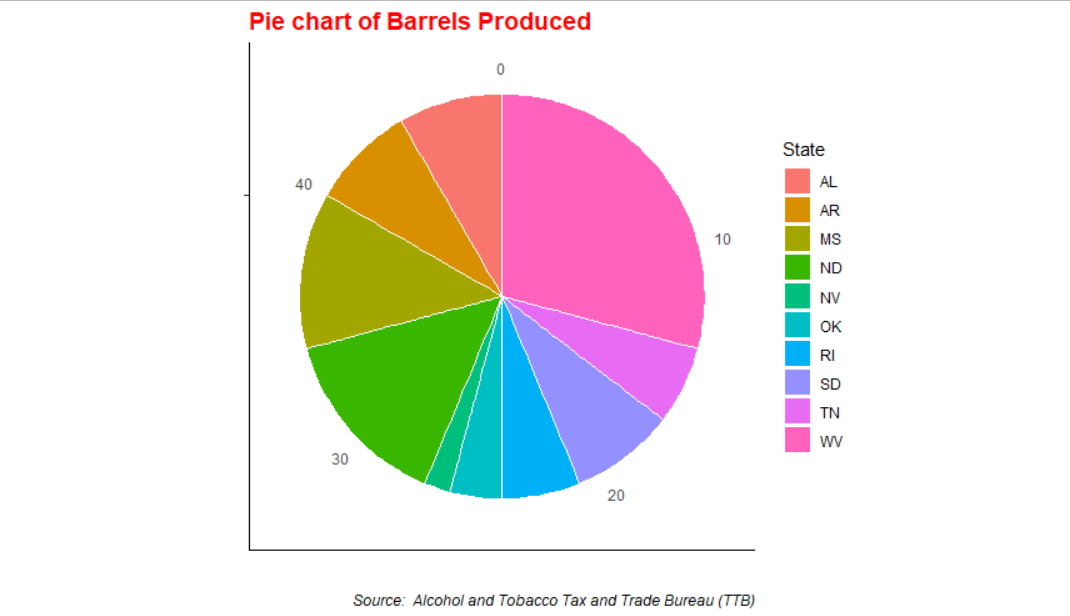 Pie chart of Barrels Produced
0
10
20
30
40
State
AL
AR
MS
ND
NV
OK
RI
SD
TN
WV
Source:  Alcohol and Tobacco Tax and Trade Bureau (TTB)